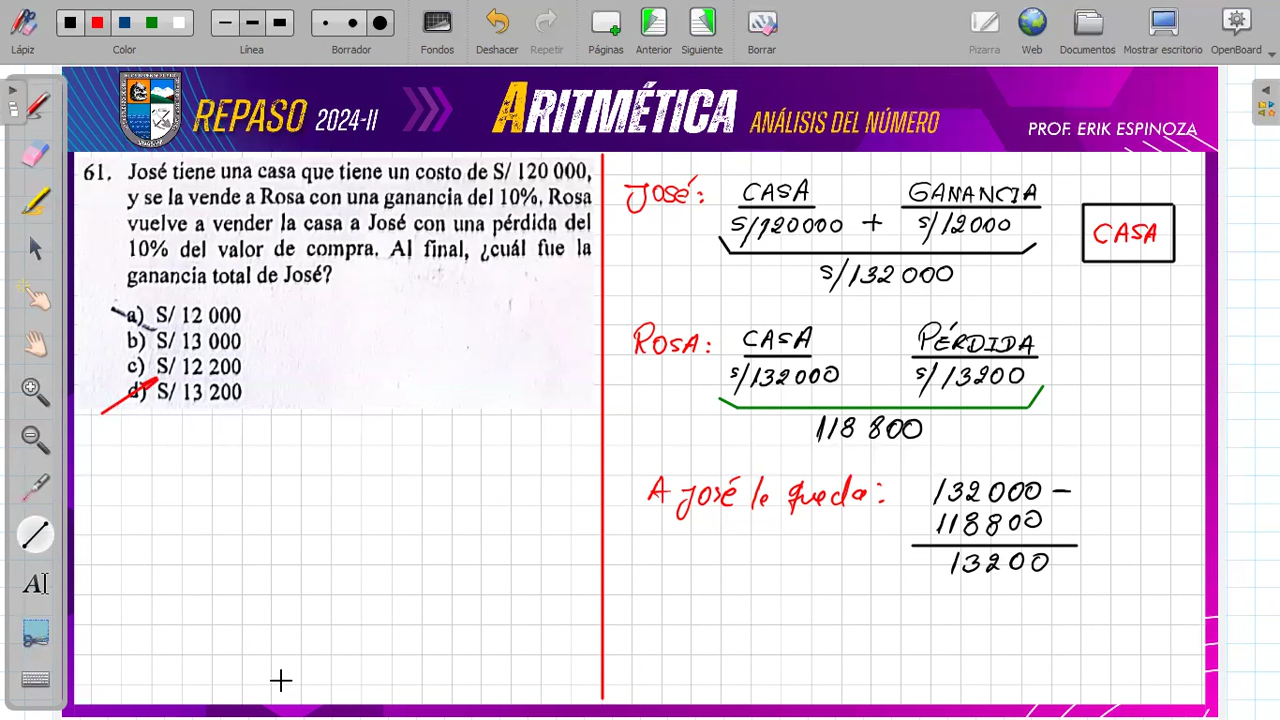 Lápiz
Color
Línea
Borrador
Fondos
Deshacer
Repetir
Páginas
Anterior
Siguiente
Borrar
Pizarra
Web
Documentos
Mostrar escritorio
OpenBoard
REPASO 2024-II
ARITMÉTICA
ANÁLISIS DEL NÚMERO
PROF. ERIK ESPINOZA
61. José tiene una casa que tiene un costo de S/ 120 000,
y se la vende a Rosa con una ganancia del 10%. Rosa
vuelve a vender la casa a José con una pérdida del
10% del valor de compra. Al final, ¿cuál fue la
ganancia total de José?
a) S/ 12 000
b) S/ 13 000
c) S/ 12 200
d) S/ 13 200
José: CASA GANANCIA
S/120000 + S/12000
S/132 000
CASA
ROSA: CASA PÉRDIDA
S/132000 S/13200
118 800
A José le queda: 132 000 -
118800
13200
AI